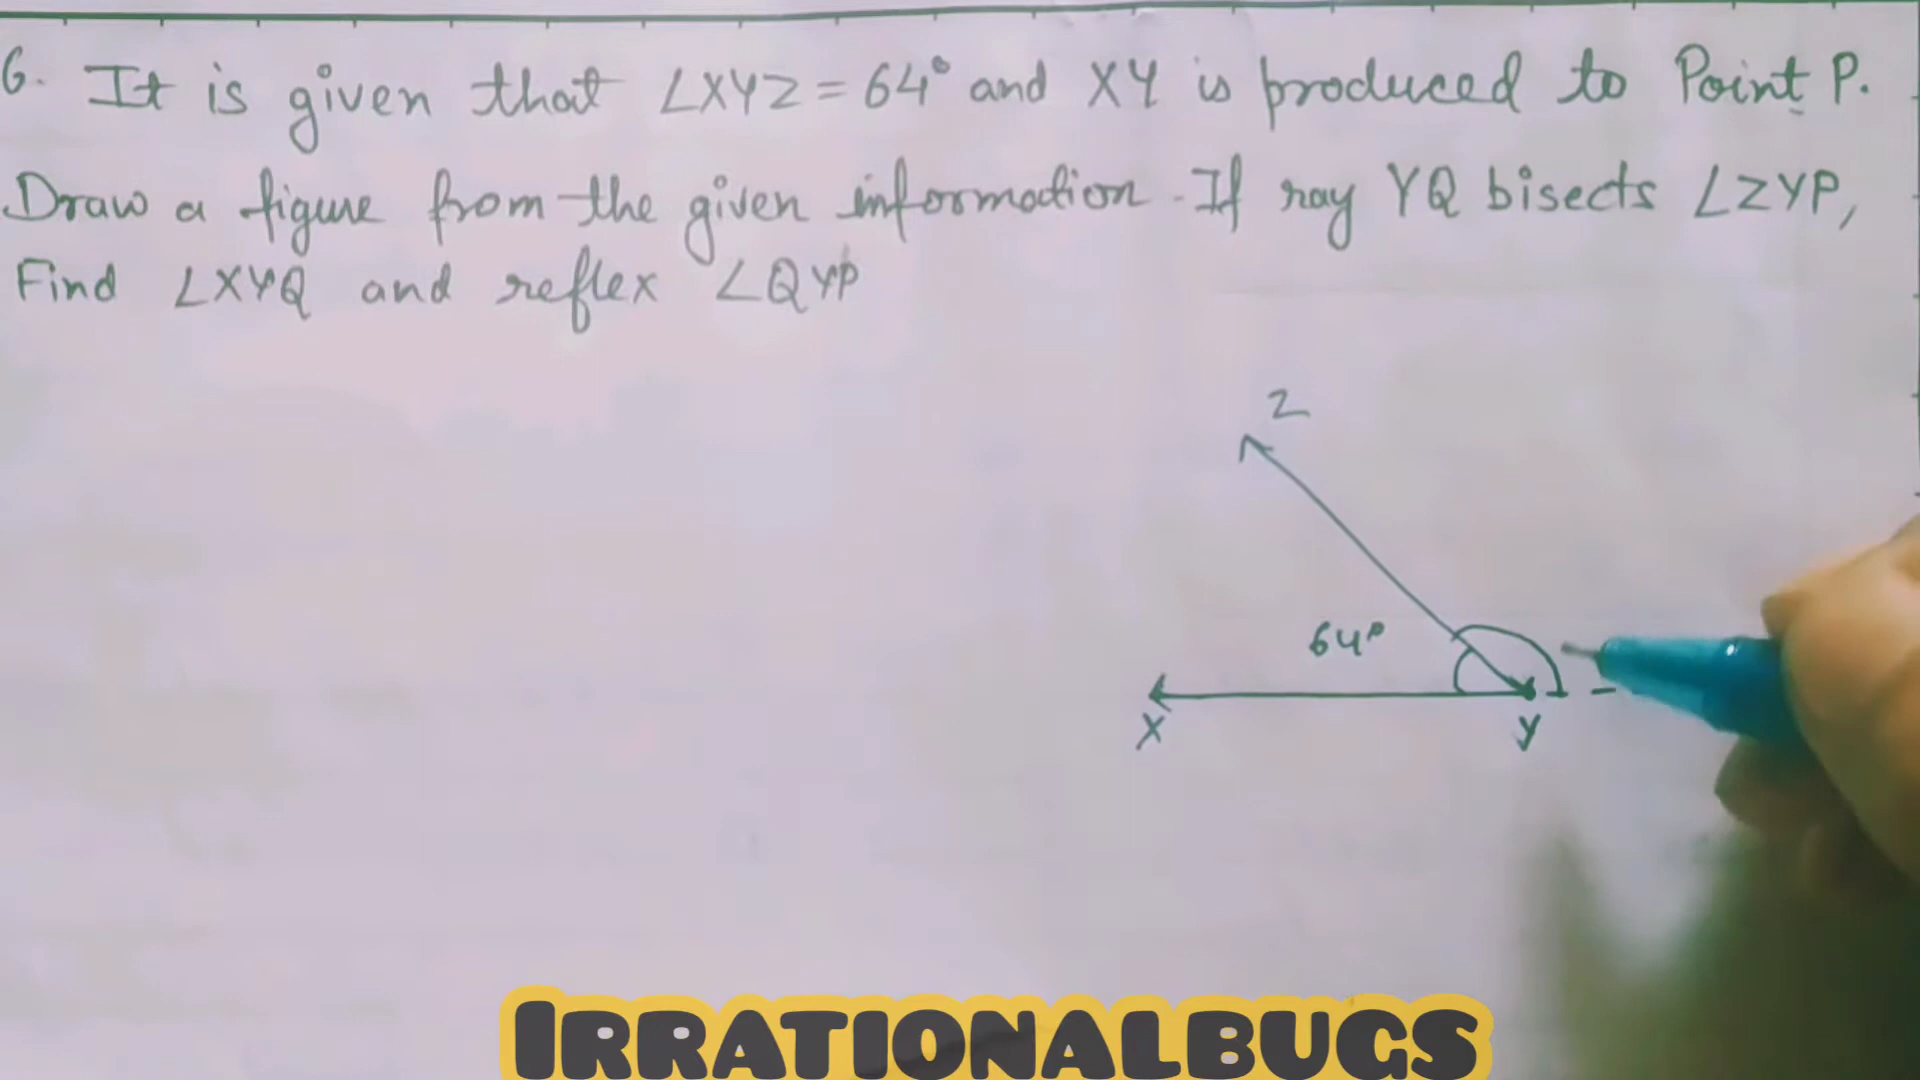 6. It is given that ∠XYZ = 64° and XY is produced to Point P.
Draw a figure from the given information. If ray YQ bisects ∠ZYP,
Find ∠XYQ and reflex ∠QYP
Z
64°
X
Y
IRRATIONALBUGS